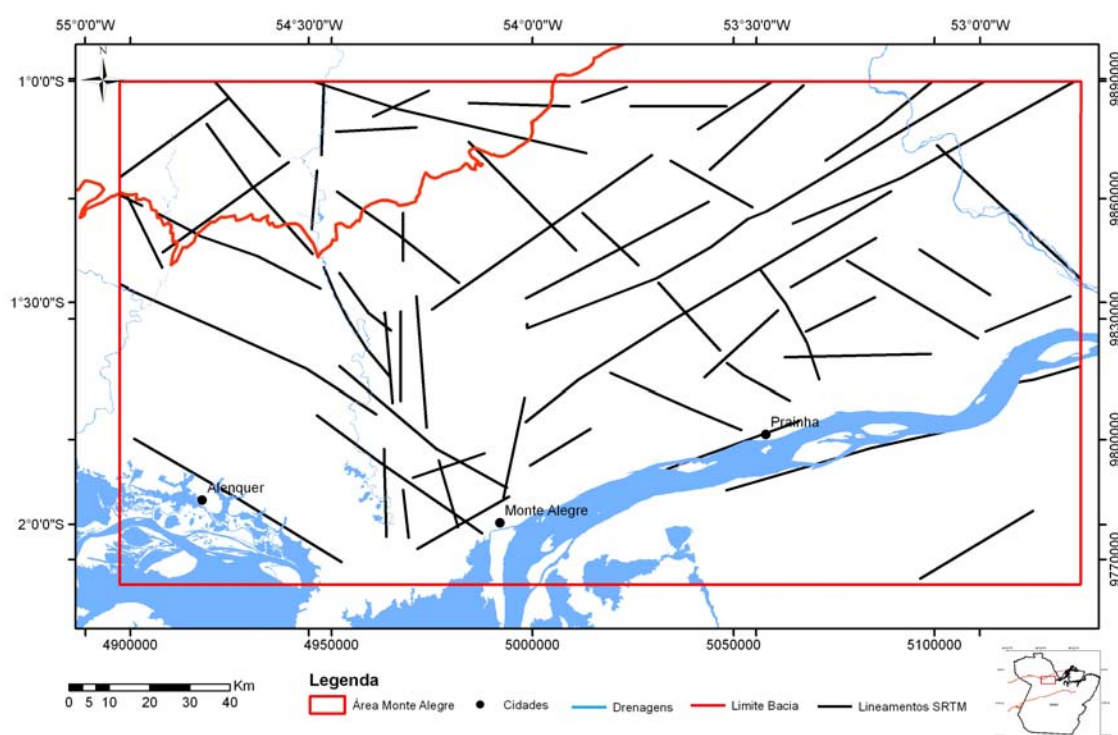 55°0'0"W 54°30'0"W 54°0'0"W 53°30'0"W 53°0'0"W
N
1°0'0"S
9890000
9860000
1°30'0"S
9830000
Prainha
9800000
Alenquer
Monte Alegre
2°0'0"S
9770000
4900000 4950000 5000000 5050000 5100000
Km
0 5 10 20 30 40
Legenda
Área Monte Alegre Cidades Drenagens Limite Bacia Lineamentos SRTM